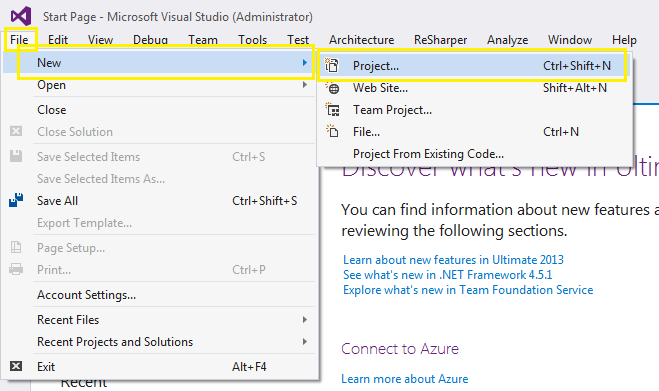 Start Page - Microsoft Visual Studio (Administrator)
File Edit View Debug Team Tools Test Architecture ReSharper Analyze Window Help
New
Open
Close
Close Solution
Save Selected Items Ctrl+S
Save Selected Items As...
Save All Ctrl+Shift+S
Export Template...
Page Setup...
Print... Ctrl+P
Account Settings...
Recent Files
Recent Projects and Solutions
Exit Alt+F4
Recent
Project... Ctrl+Shift+N
Web Site... Shift+Alt+N
Team Project...
File... Ctrl+N
Project From Existing Code...
Discover what's new in Ultim
You can find information about new features a
reviewing the following sections.
Learn about new features in Ultimate 2013
See what's new in .NET Framework 4.5.1
Explore what's new in Team Foundation Service
Connect to Azure
Learn more about Azure